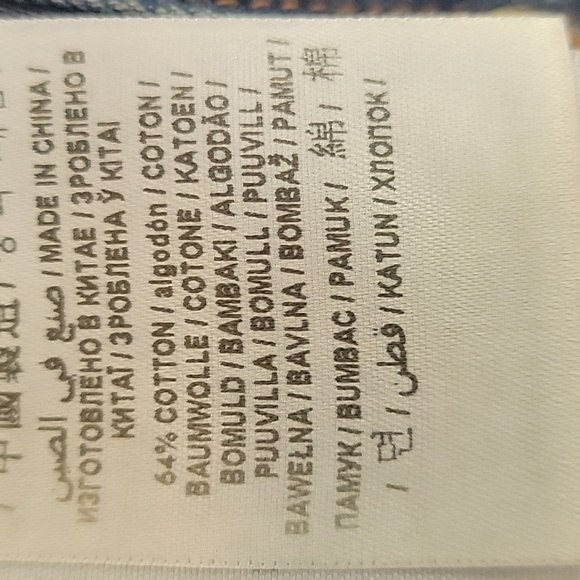 صنع في الصين / MADE IN CHINA /
ИЗГОТОВЛЕНО В КИТАЕ / ЗРОБЛЕНО В
КИТАЇ / ЗРОБЛЕНА Ў КІТАІ
64% COTTON / algodón / COTON /
BAUMWOLLE / COTONE / KATOEN /
BOMULD / BAMBAKI / ALGODÃO /
PUUVILLA / BOMULL / PUUVILL /
BAWEŁNA / BAVLNA / BOMBAŽ / PAMUT /
ПАМУК / BUMBAC / PAMUK / 綿 / 棉
/ 면 / قطن / KATUN / ХЛОПОК /